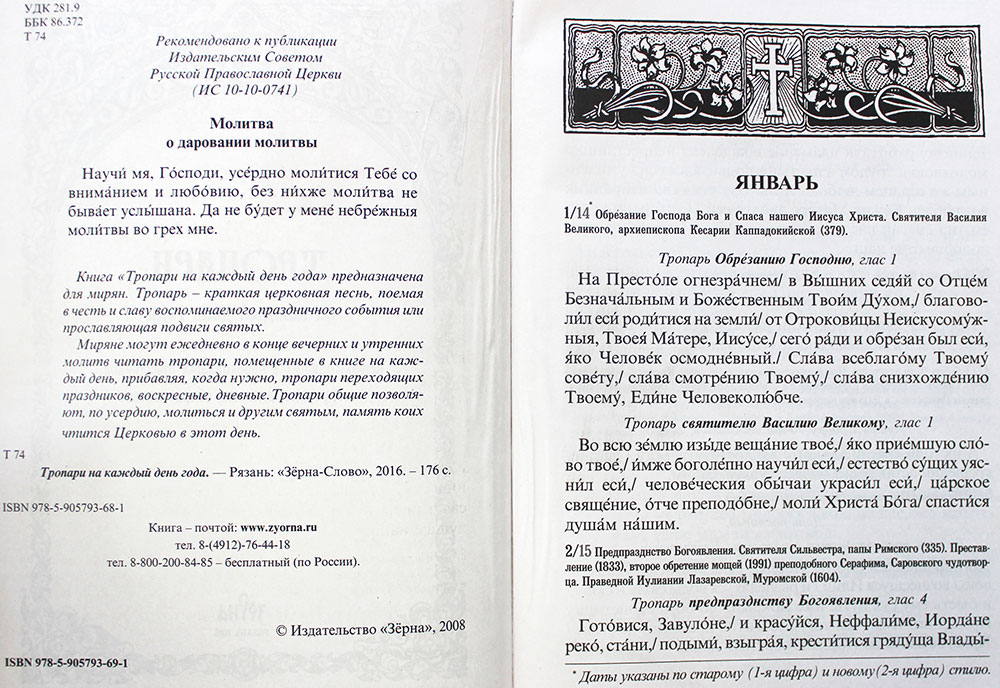 УДК 281.9
ББК 86.372
Т 74
Рекомендовано к публикации
Издательским Советом
Русской Православной Церкви
(ИС 10-10-0741)
Молитва
о даровании молитвы
Научи́ мя, Го́споди, усе́рдно моли́тися Тебе́ со
внима́нием и любо́вию, без ни́хже моли́тва не
быва́ет услы́шана. Да не бу́дет у мене́ небре́жныя
моли́твы во грех мне.
Книга «Тропари на каждый день года» предназначена
для мирян. Тропарь – краткая церковная песнь, поемая
в честь и славу воспоминаемого праздничного события или
прославляющая подвиги святых.
Миряне могут ежедневно в конце вечерних и утренних
молитв читать тропари, помещенные в книге на каж-
дый день, прибавляя, когда нужно, тропари переходящих
праздников, воскресные, дневные. Тропари общие позволя-
ют, по усердию, молиться и другим святым, память коих
чтится Церковью в этот день.
Т 74
Тропари на каждый день года. — Рязань: «Зёрна-Слово», 2016. – 176 с.
ISBN 978-5-905793-68-1
Книга – почтой: www.zyorna.ru
тел. 8-(4912)-76-44-18
тел. 8-800-200-84-85 – бесплатный (по России).
© Издательство «Зёрна», 2008
ISBN 978-5-905793-69-1
ЯНВАРЬ
1/14* Обре́зание Господа Бога и Спаса нашего Иисуса Христа. Святителя Василия
Великого, архиепископа Кесарии Каппадокийской (379).
Тропарь Обре́занию Господню, глас 1
На Престо́ле огнезра́чнем/ в Вы́шних седя́й со Отце́м
Безнача́льным и Боже́ственным Твои́м Ду́хом,/ благово-
ли́л еси́ роди́тися на земли́/ от Отрокови́цы Неискусому́ж-
ныя, Твоея́ Ма́тере, Иису́се,/ сего́ ра́ди и обре́зан был еси́,
я́ко Челове́к осмодне́вный./ Сла́ва всеблаго́му Твоему́
сове́ту,/ сла́ва смотре́нию Твоему́,/ сла́ва снизхожде́нию
Твоему́, Еди́не Человеколю́бче.
Тропарь святителю Василию Великому, глас 1
Во всю зе́млю изы́де веща́ние твое́,/ я́ко прие́мшую сло́-
во твое́,/ и́мже боголе́пно научи́л еси́,/ естество́ су́щих уяс-
ни́л еси́,/ челове́ческия обы́чаи украси́л еси́,/ ца́рское
свяще́ние, о́тче преподо́бне,/ моли́ Христа́ Бо́га/ спасти́ся
душа́м на́шим.
2/15 Предпразднство Богоявления. Святителя Сильвестра, папы Римского (335). Престав-
ление (1833), второе обретение мощей (1991) преподобного Серафима, Саровского чудотвор-
ца. Праведной Иулиании Лазаревской, Муромской (1604).
Тропарь предпразднству Богоявления, глас 4
Гото́вися, Завуло́не,/ и красу́йся, Неффали́ме, Иорда́не
реко́, ста́ни,/ подыми́, взыгра́я, крести́тися гряду́ща Влады́-
* Даты указаны по старому (1-я цифра) и новому (2-я цифра) стилю.